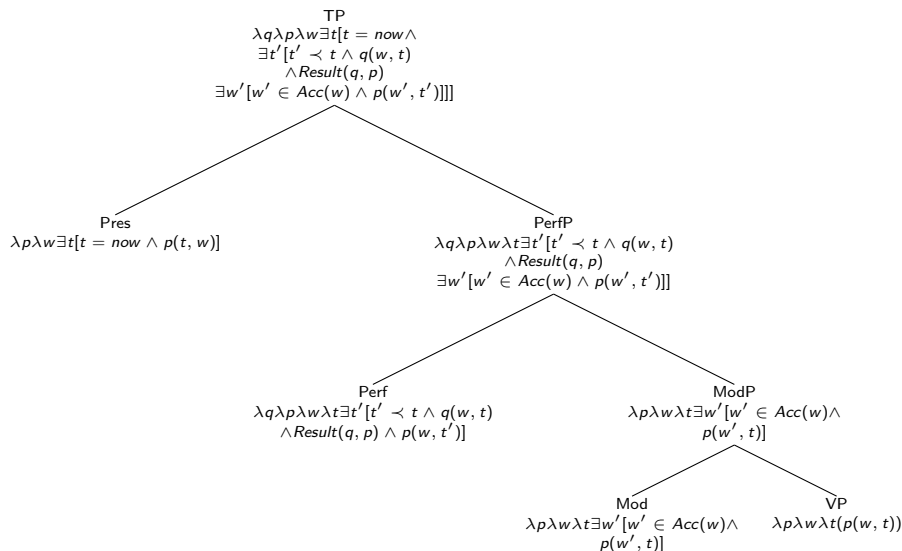 TP
λqλpλw∃t[t = now∧
∃t′[t′ ≺ t ∧ q(w, t)
∧Result(q, p)
∃w′[w′ ∈ Acc(w) ∧ p(w′, t′)]]]
Pres
λpλw∃t[t = now ∧ p(t, w)]
PerfP
λqλpλwλt∃t′[t′ ≺ t ∧ q(w, t)
∧Result(q, p)
∃w′[w′ ∈ Acc(w) ∧ p(w′, t′)]]
Perf
λqλpλwλt∃t′[t′ ≺ t ∧ q(w, t)
∧Result(q, p) ∧ p(w, t′)]
ModP
λpλwλt∃w′[w′ ∈ Acc(w)∧
p(w′, t)]
Mod
λpλwλt∃w′[w′ ∈ Acc(w)∧
p(w′, t)]
VP
λpλwλt(p(w, t))